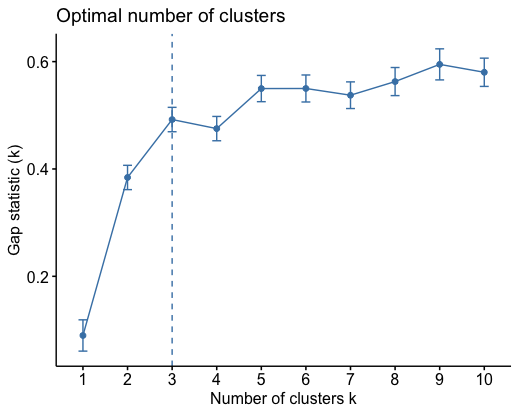 Optimal number of clusters
Gap statistic (k)
0.6
0.4
0.2
1 2 3 4 5 6 7 8 9 10
Number of clusters k